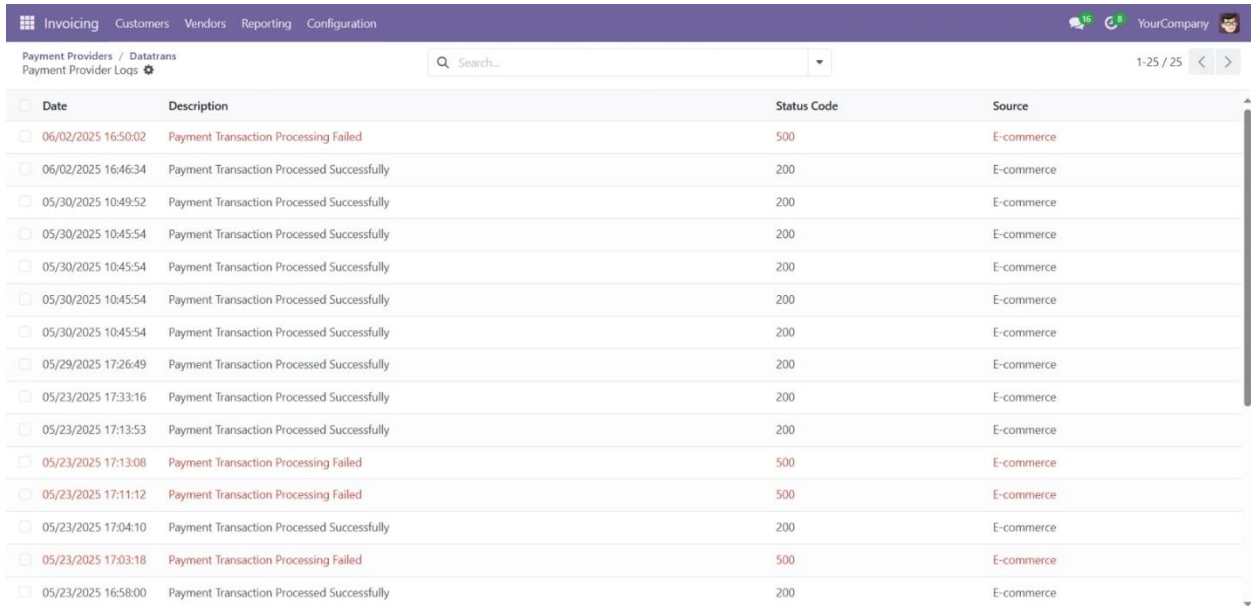 Invoicing Customers Vendors Reporting Configuration 16 8 YourCompany
Payment Providers / Datatrans
Payment Provider Logs
Search...
1-25 / 25
Date Description Status Code Source
06/02/2025 16:50:02 Payment Transaction Processing Failed 500 E-commerce
06/02/2025 16:46:34 Payment Transaction Processed Successfully 200 E-commerce
05/30/2025 10:49:52 Payment Transaction Processed Successfully 200 E-commerce
05/30/2025 10:45:54 Payment Transaction Processed Successfully 200 E-commerce
05/30/2025 10:45:54 Payment Transaction Processed Successfully 200 E-commerce
05/30/2025 10:45:54 Payment Transaction Processed Successfully 200 E-commerce
05/30/2025 10:45:54 Payment Transaction Processed Successfully 200 E-commerce
05/29/2025 17:26:49 Payment Transaction Processed Successfully 200 E-commerce
05/23/2025 17:33:16 Payment Transaction Processed Successfully 200 E-commerce
05/23/2025 17:13:53 Payment Transaction Processed Successfully 200 E-commerce
05/23/2025 17:13:08 Payment Transaction Processing Failed 500 E-commerce
05/23/2025 17:11:12 Payment Transaction Processing Failed 500 E-commerce
05/23/2025 17:04:10 Payment Transaction Processed Successfully 200 E-commerce
05/23/2025 17:03:18 Payment Transaction Processing Failed 500 E-commerce
05/23/2025 16:58:00 Payment Transaction Processed Successfully 200 E-commerce